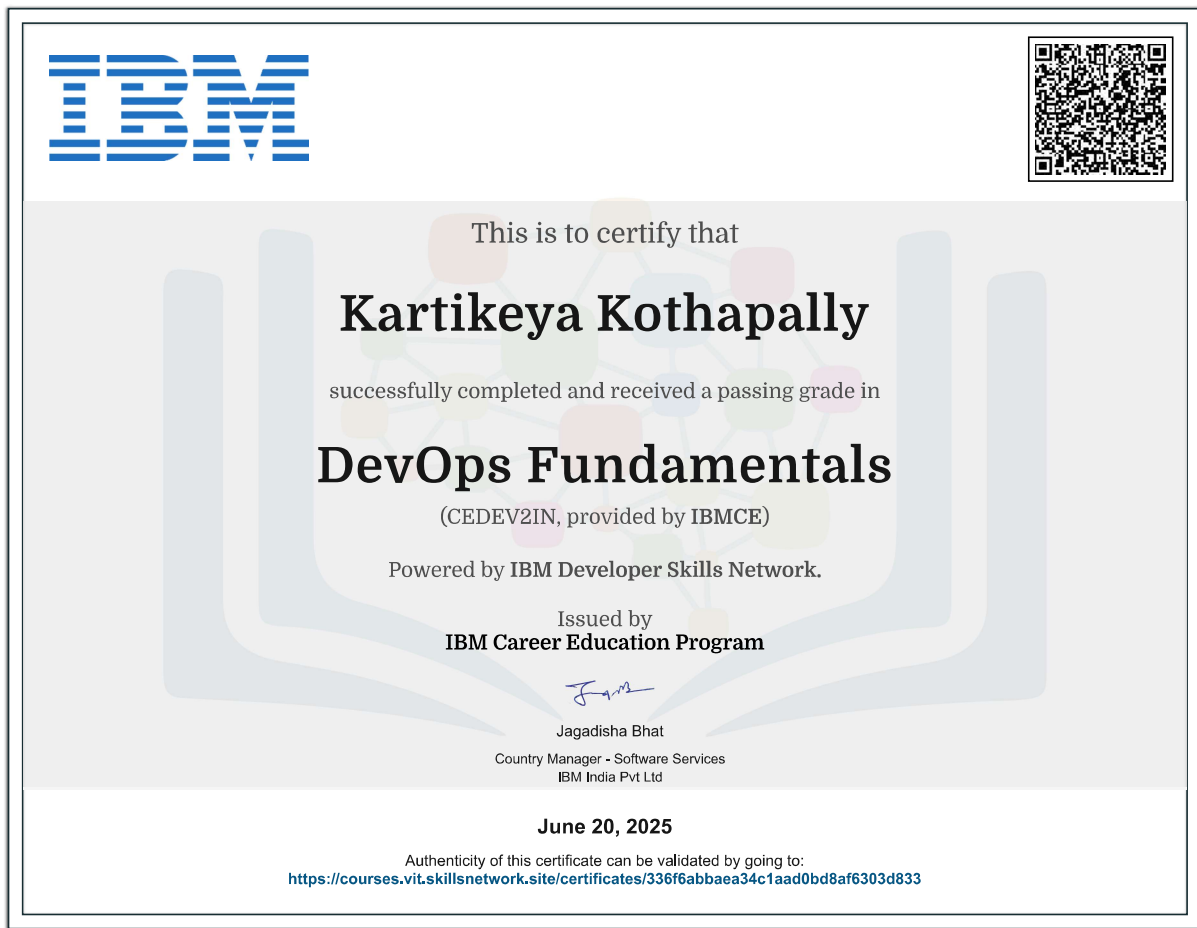 IBM
This is to certify that
Kartikeya Kothapally
successfully completed and received a passing grade in
DevOps Fundamentals
(CEDEV2IN, provided by IBMCE)
Powered by IBM Developer Skills Network.
Issued by
IBM Career Education Program
Jagadisha Bhat
Country Manager - Software Services
IBM India Pvt Ltd
June 20, 2025
Authenticity of this certificate can be validated by going to:
https://courses.vit.skillsnetwork.site/certificates/336f6abbaea34c1aad0bd8af6303d833